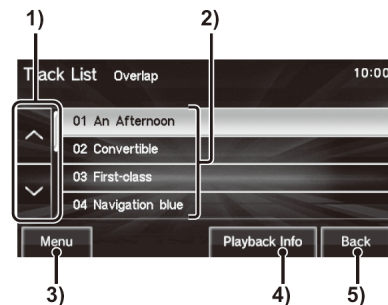 1)
2)
Track List Overlap 10:00
01 An Afternoon
02 Convertible
03 First-class
04 Navigation blue
Menu Playback Info Back
3)
4)
5)